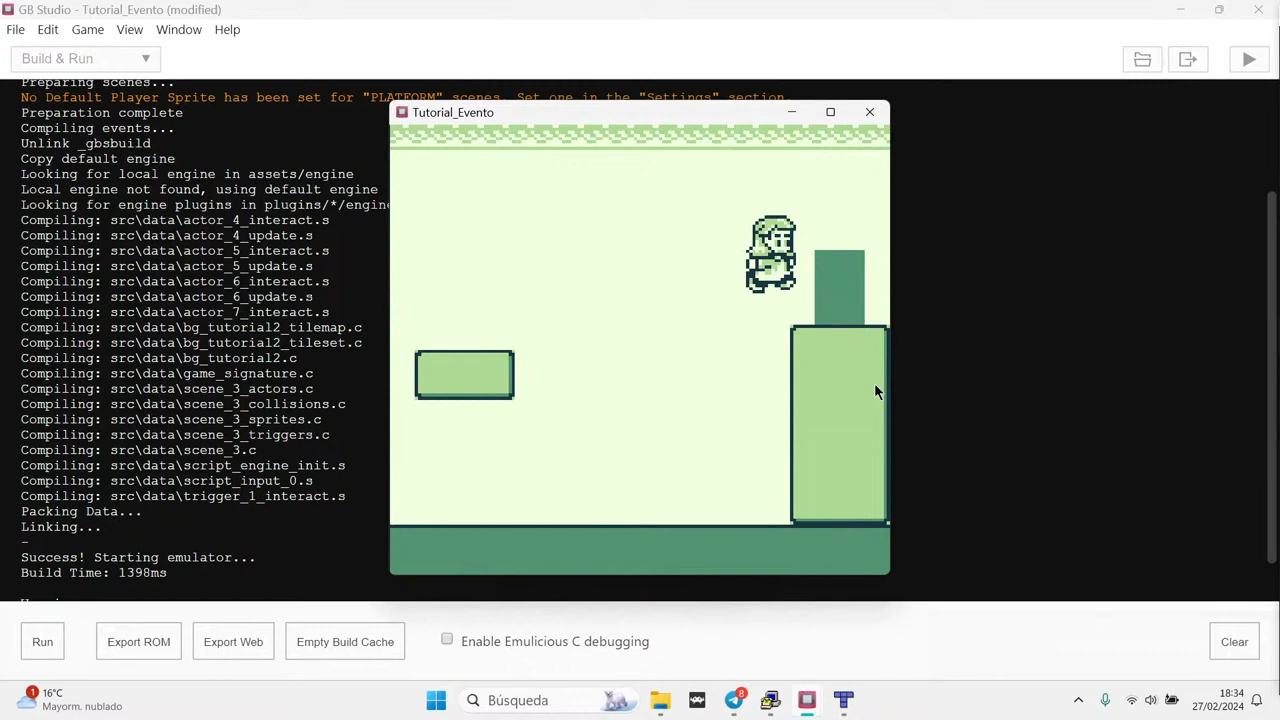 GB Studio - Tutorial_Evento (modified)
File Edit Game View Window Help
Build & Run
Preparing scenes...
No Default Player Sprite has been set for "PLATFORM" scenes. Set one in the "Settings" section.
Preparation complete
Compiling events...
Unlink _gbsbuild
Copy default engine
Looking for local engine in assets/engine
Local engine not found, using default engine
Looking for engine plugins in plugins/*/engine
Compiling: src\data\actor_4_interact.s
Compiling: src\data\actor_4_update.s
Compiling: src\data\actor_5_interact.s
Compiling: src\data\actor_5_update.s
Compiling: src\data\actor_6_interact.s
Compiling: src\data\actor_6_update.s
Compiling: src\data\actor_7_interact.s
Compiling: src\data\bg_tutorial2_tilemap.c
Compiling: src\data\bg_tutorial2_tileset.c
Compiling: src\data\bg_tutorial2.c
Compiling: src\data\game_signature.c
Compiling: src\data\scene_3_actors.c
Compiling: src\data\scene_3_collisions.c
Compiling: src\data\scene_3_sprites.c
Compiling: src\data\scene_3_triggers.c
Compiling: src\data\scene_3.c
Compiling: src\data\script_engine_init.s
Compiling: src\data\script_input_0.s
Compiling: src\data\trigger_1_interact.s
Packing Data...
Linking...
-
Success! Starting emulator...
Build Time: 1398ms
Tutorial_Evento
Run Export ROM Export Web Empty Build Cache Enable Emulicious C debugging Clear
1
16°C
Mayorm. nublado
Búsqueda
8
18:34
27/02/2024